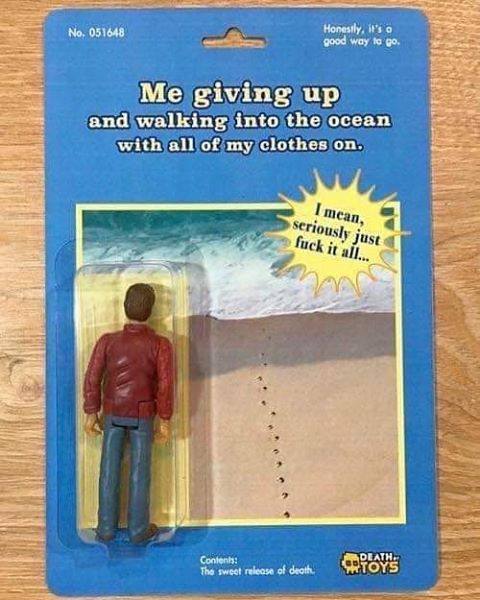 No. 051648
Honestly, it's a
good way to go.
Me giving up
and walking into the ocean
with all of my clothes on.
I mean,
seriously just
fuck it all...
Contents:
The sweet release of death.
DEATH
TOYS